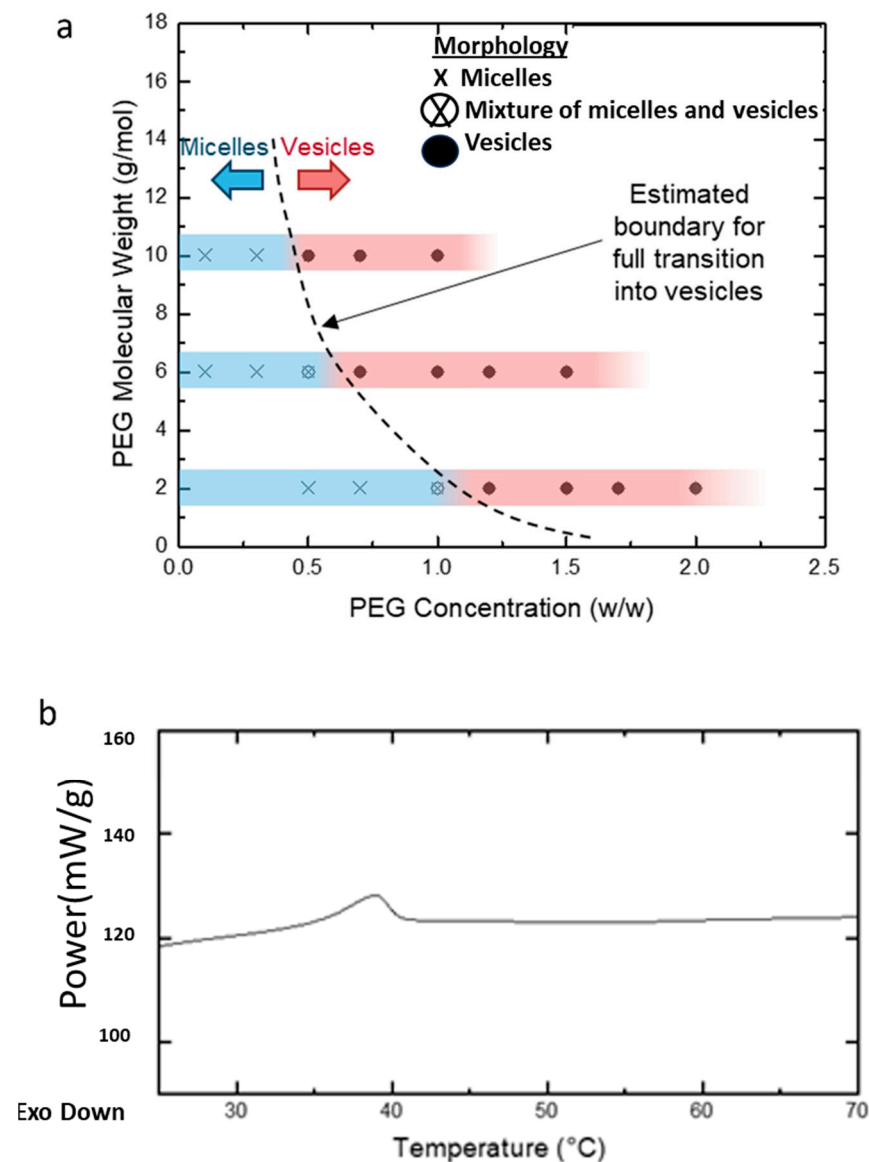 a
18
16
14
12
10
8
6
4
2
0
PEG Molecular Weight (g/mol)
Morphology
X Micelles
Mixture of micelles and vesicles
Vesicles
Micelles Vesicles
Estimated
boundary for
full transition
into vesicles
0.0 0.5 1.0 1.5 2.0 2.5
PEG Concentration (w/w)
b
160
140
120
100
Power(mW/g)
Exo Down
30 40 50 60 70
Temperature (°C)